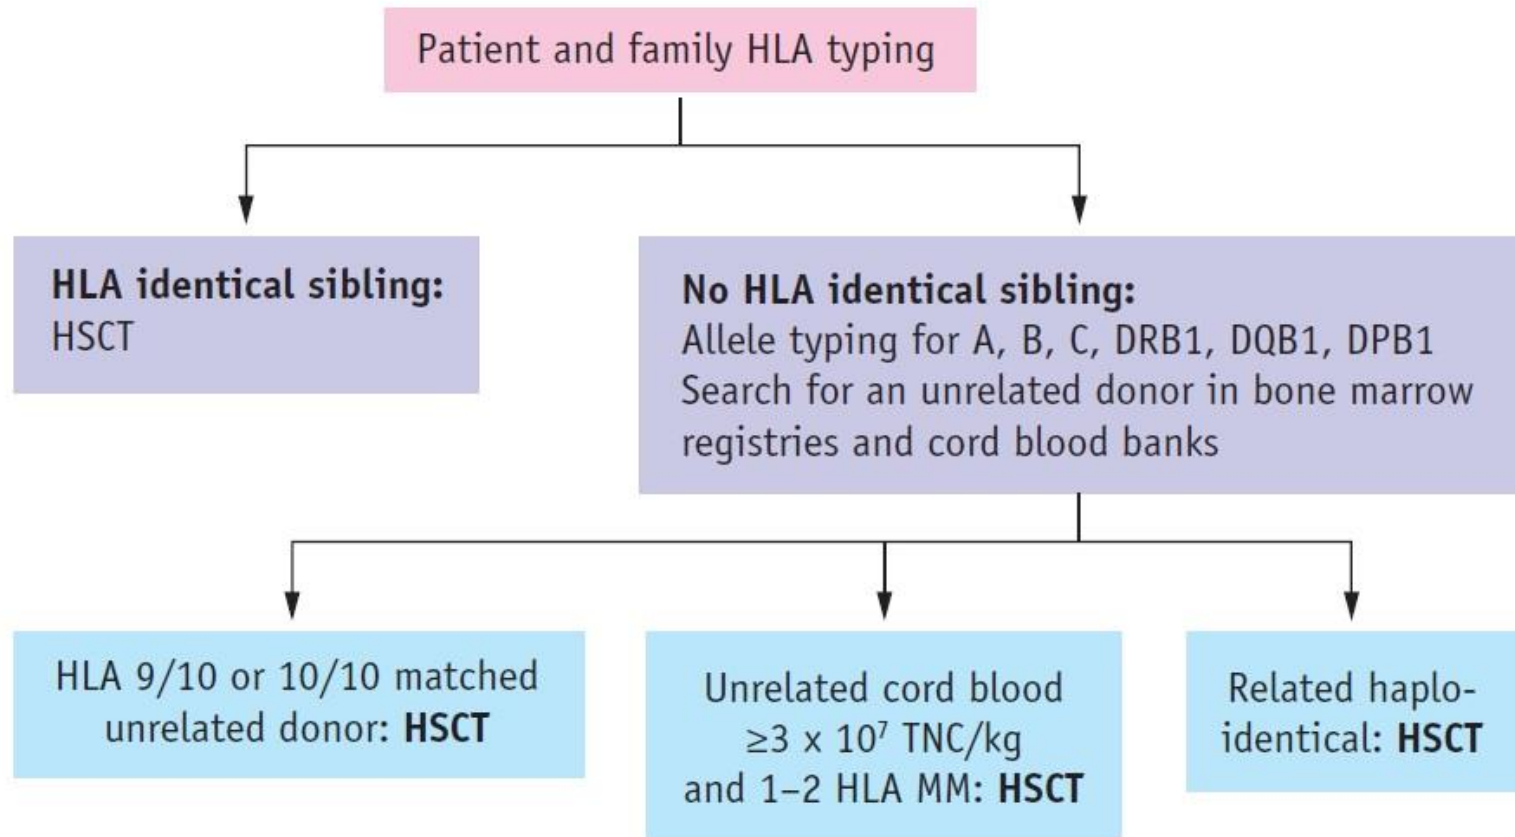 Patient and family HLA typing
HLA identical sibling:
HSCT
No HLA identical sibling:
Allele typing for A, B, C, DRB1, DQB1, DPB1
Search for an unrelated donor in bone marrow
registries and cord blood banks
HLA 9/10 or 10/10 matched
unrelated donor: HSCT
Unrelated cord blood
≥3 x 10⁷ TNC/kg
and 1–2 HLA MM: HSCT
Related haplo-
identical: HSCT